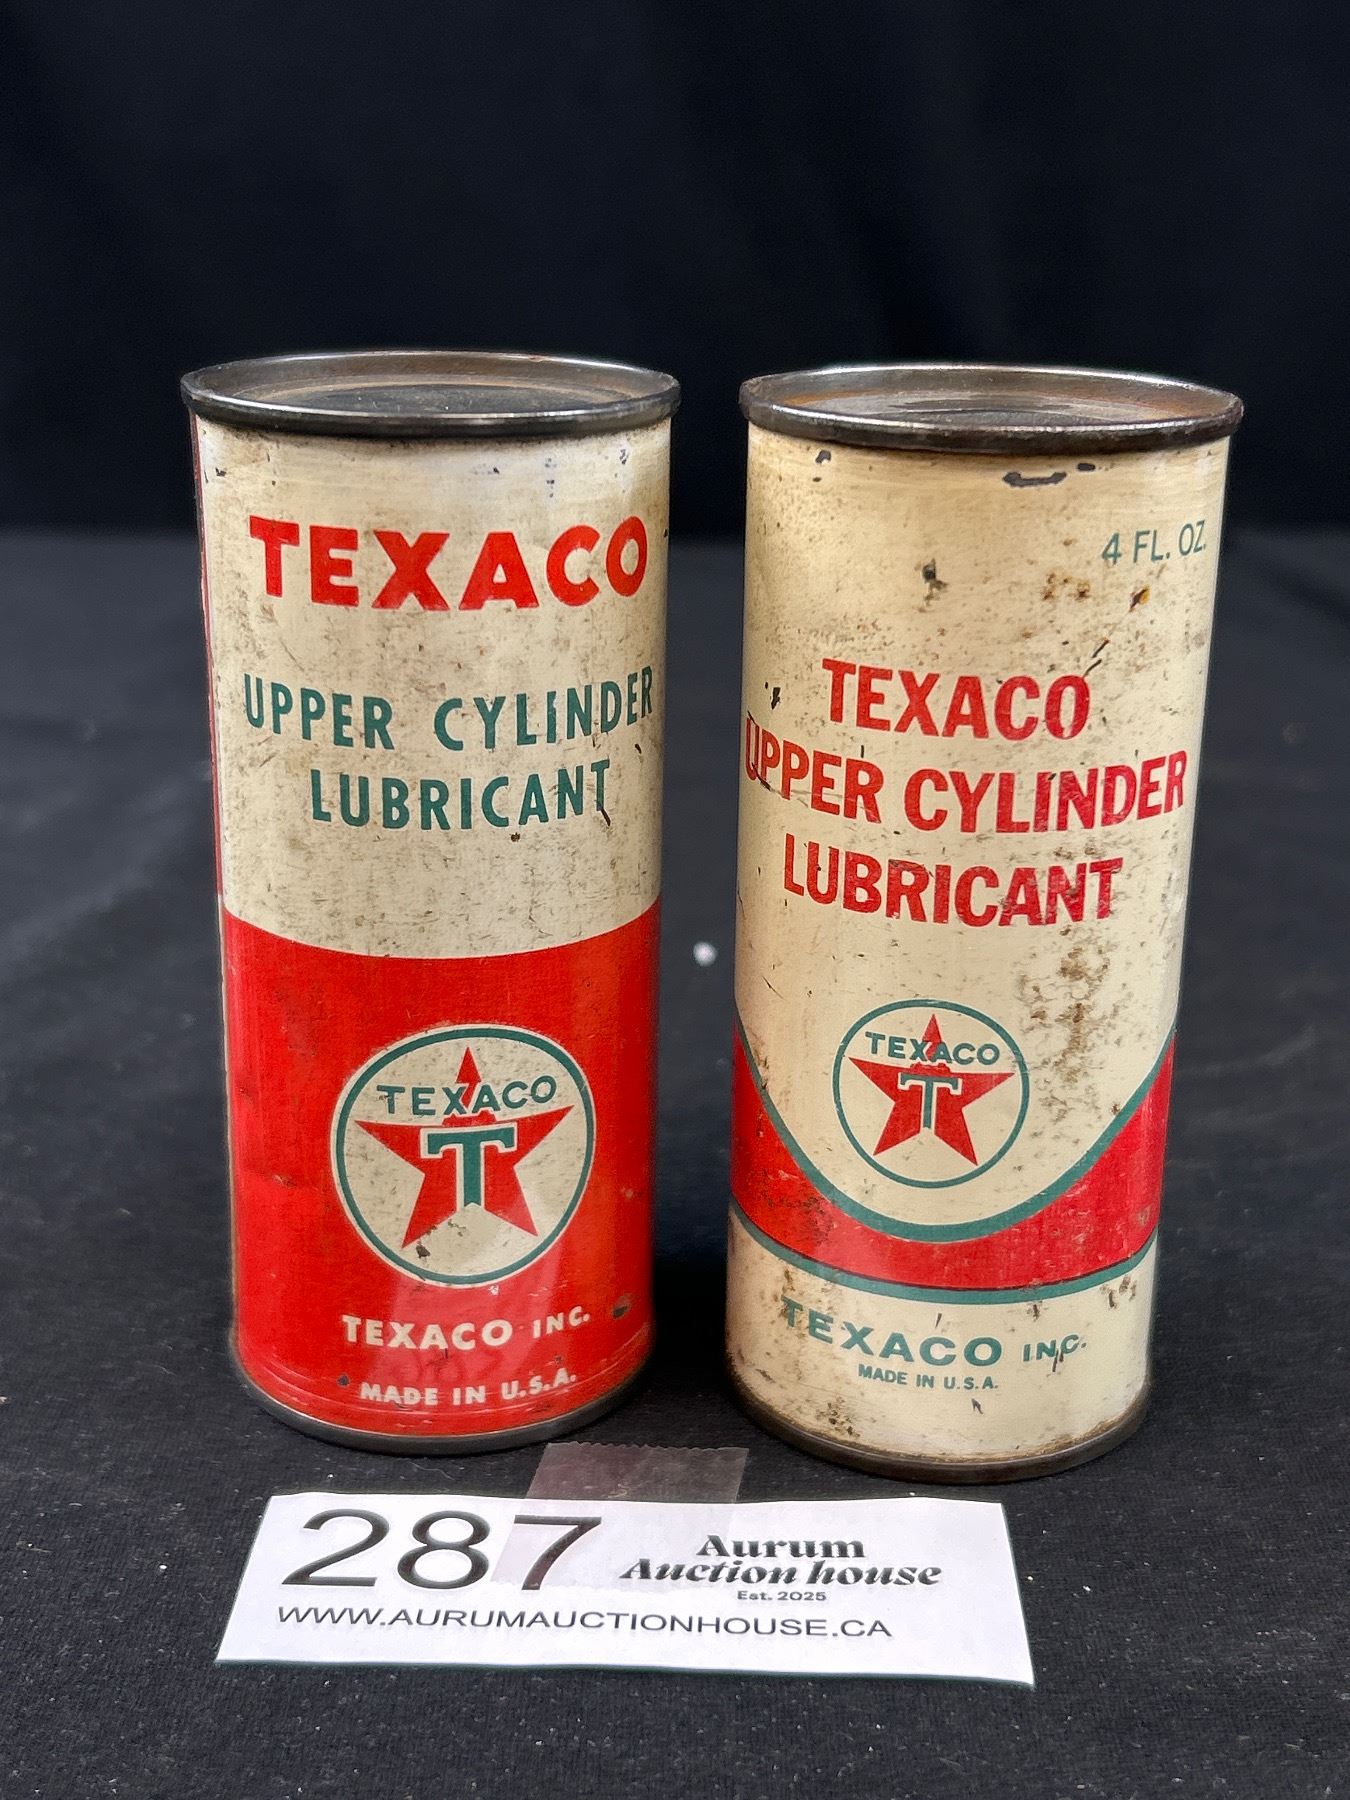 TEXACO
UPPER CYLINDER
LUBRICANT
TEXACO
T
TEXACO INC.
MADE IN U.S.A.
4 FL. OZ.
TEXACO
UPPER CYLINDER
LUBRICANT
TEXACO
T
TEXACO INC.
MADE IN U.S.A.
287
Aurum
Auction house
Est. 2025
WWW.AURUMAUCTIONHOUSE.CA